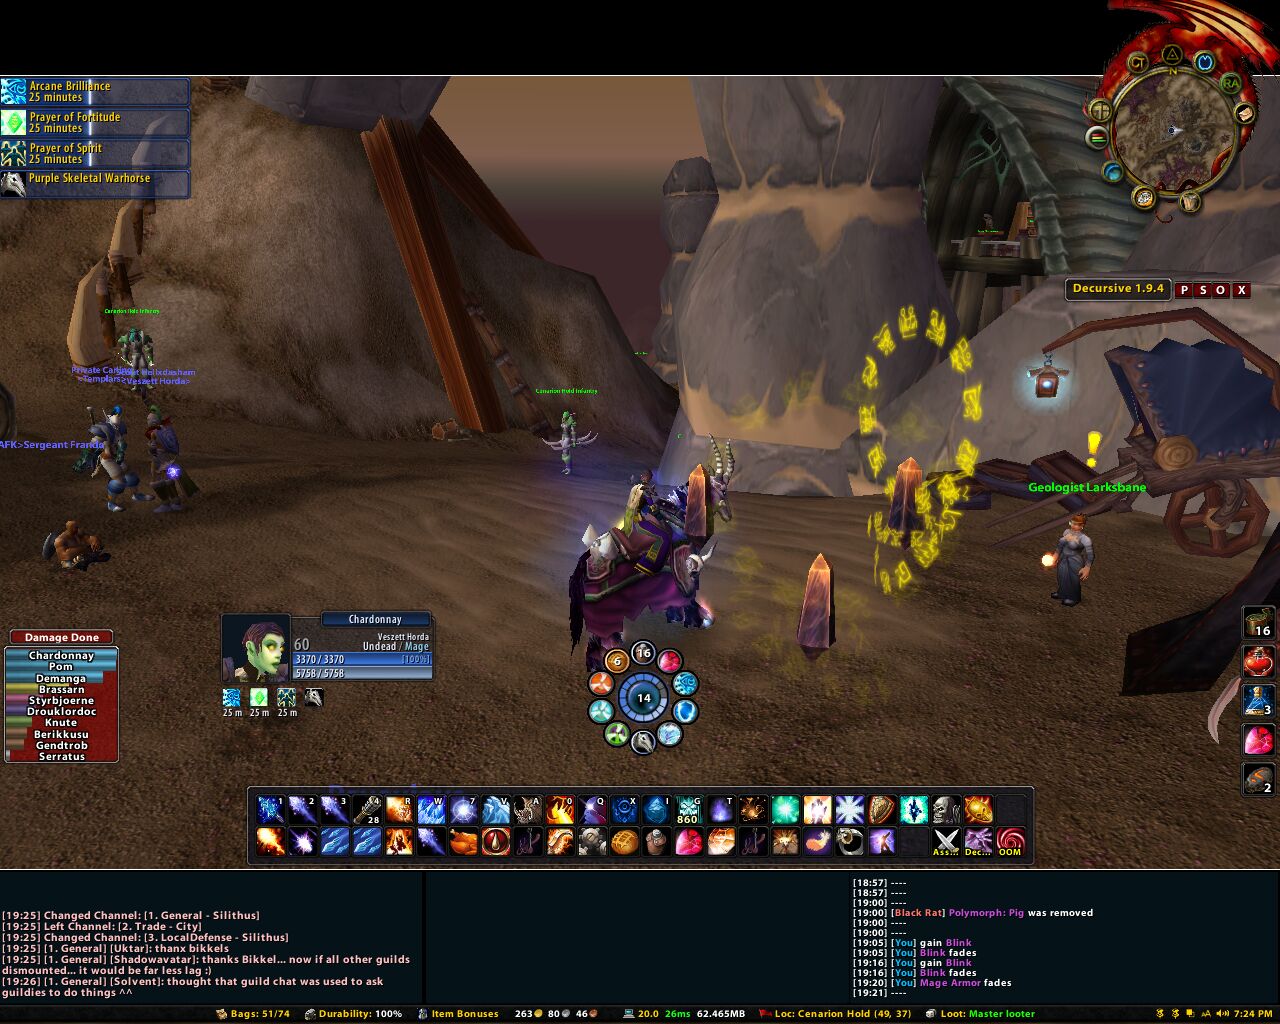 CT
N
RA
Arcane Brilliance
25 minutes
Prayer of Fortitude
25 minutes
Prayer of Spirit
25 minutes
Purple Skeletal Warhorse
Decursive 1.9.4
P S O X
Cenarion Hold Infantry
<Templars>
<Veszett Horda>
Cenarion Hold Infantry
AFK>Sergeant
Geologist Larksbane
Damage Done
Chardonnay
Pom
Demanga
Brassarn
Styrbjoerne
Drouklordoc
Knute
Berikkusu
Gendtrob
Serratus
Chardonnay
60
Veszett Horda
Undead / Mage
3370 / 3370 [100%]
5758 / 5758
25 m 25 m 25 m
6
16
14
16
3
2
1 2 3 4 R W 7 V A 0 Q X I G T
28
860
Ass... Dec... OOM
[19:25] Changed Channel: [1. General - Silithus]
[19:25] Left Channel: [2. Trade - City]
[19:25] Changed Channel: [3. LocalDefense - Silithus]
[19:25] [1. General] [Uktar]: thanx bikkels
[19:25] [1. General] [Shadowavatar]: thanks Bikkel... now if all other guilds
dismounted... it would be far less lag :)
[19:26] [1. General] [Solvent]: thought that guild chat was used to ask
guildies to do things ^^
[18:57] ----
[18:57] ----
[19:00] ----
[19:00] [Black Rat] Polymorph: Pig was removed
[19:00] ----
[19:00] ----
[19:05] [You] gain Blink
[19:05] [You] Blink fades
[19:16] [You] gain Blink
[19:16] [You] Blink fades
[19:20] [You] Mage Armor fades
[19:21] ----
Bags: 51/74 Durability: 100% Item Bonuses 263 80 46 20.0 26ms 62.465MB Loc: Cenarion Hold (49, 37) Loot: Master looter AA 7:24 PM